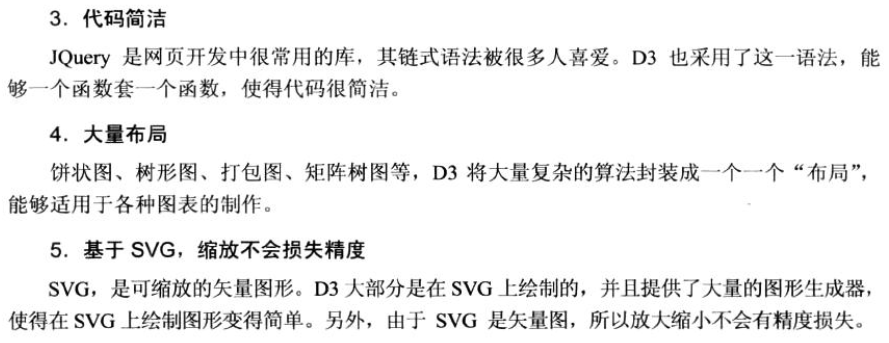 3．代码简洁
JQuery 是网页开发中很常用的库，其链式语法被很多人喜爱。D3 也采用了这一语法，能
够一个函数套一个函数，使得代码很简洁。
4．大量布局
饼状图、树形图、打包图、矩阵树图等，D3 将大量复杂的算法封装成一个一个“布局”，
能够适用于各种图表的制作。
5．基于 SVG，缩放不会损失精度
SVG，是可缩放的矢量图形。D3 大部分是在 SVG 上绘制的，并且提供了大量的图形生成器，
使得在 SVG 上绘制图形变得简单。另外，由于 SVG 是矢量图，所以放大缩小不会有精度损失。